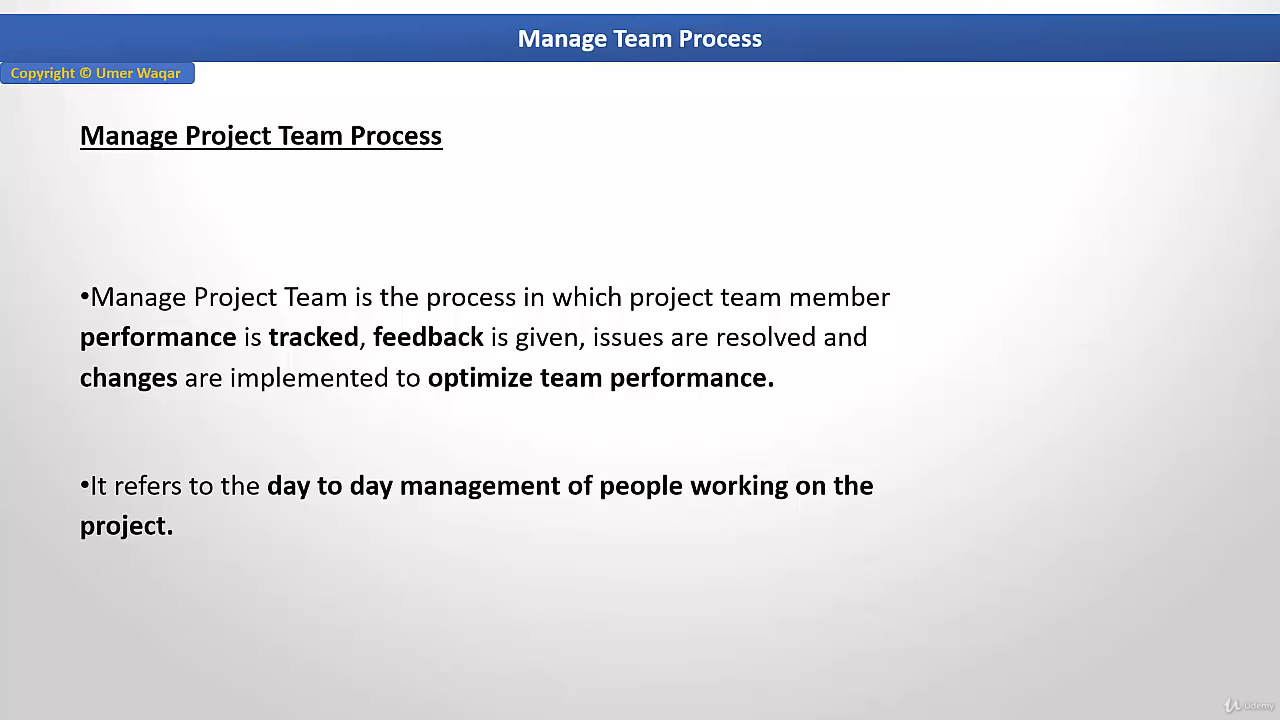 Manage Team Process
Copyright © Umer Waqar
Manage Project Team Process
•Manage Project Team is the process in which project team member
performance is tracked, feedback is given, issues are resolved and
changes are implemented to optimize team performance.
•It refers to the day to day management of people working on the
project.
Udemy